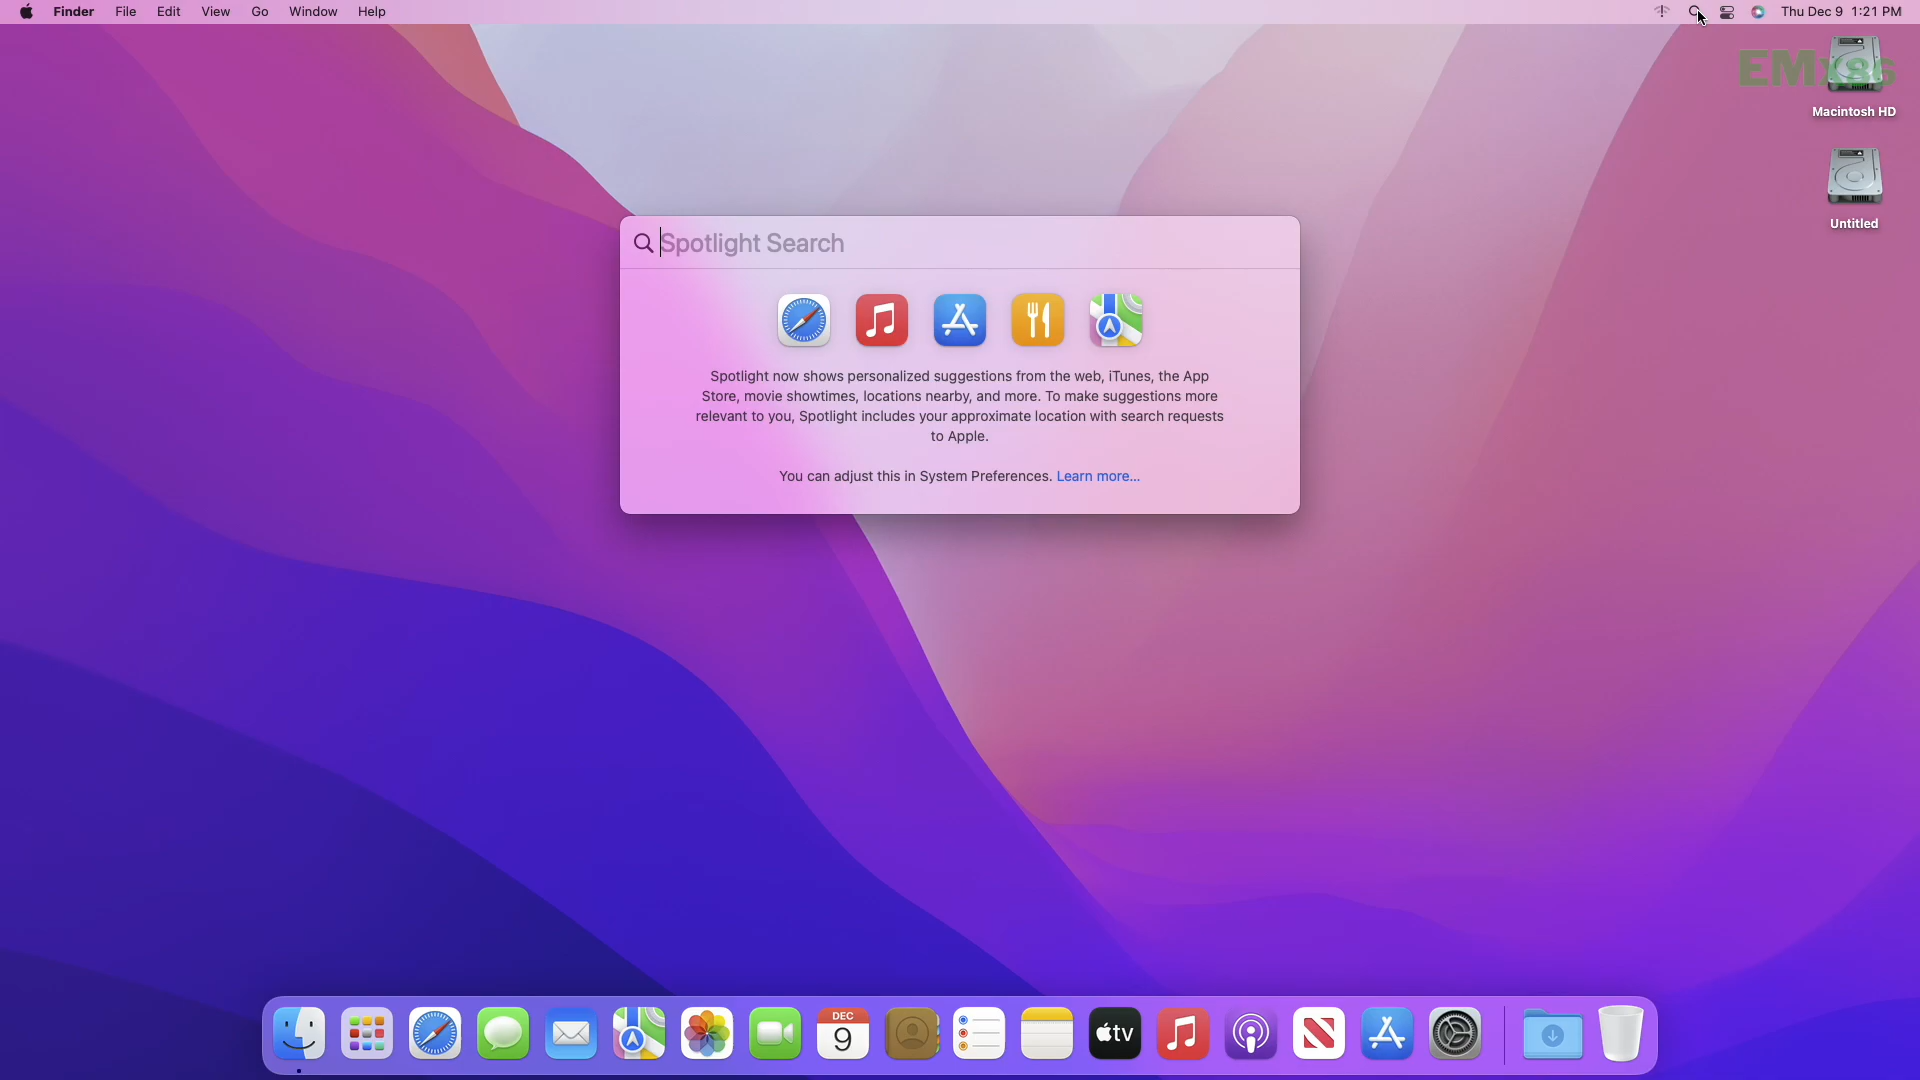 Finder File Edit View Go Window Help
Thu Dec 9 1:21 PM
EMx86
Macintosh HD
Untitled
Spotlight Search
Spotlight now shows personalized suggestions from the web, iTunes, the App
Store, movie showtimes, locations nearby, and more. To make suggestions more
relevant to you, Spotlight includes your approximate location with search requests
to Apple.
You can adjust this in System Preferences. Learn more...
DEC
9
tv